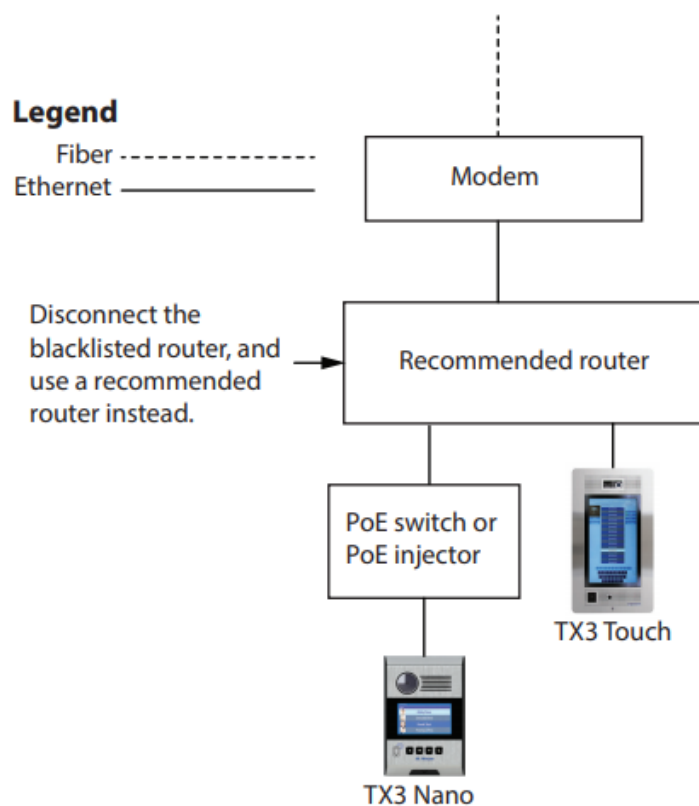 Legend
Fiber
Ethernet
Modem
Disconnect the
blacklisted router, and
use a recommended
router instead.
Recommended router
PoE switch or
PoE injector
TX3 Touch
TX3 Nano